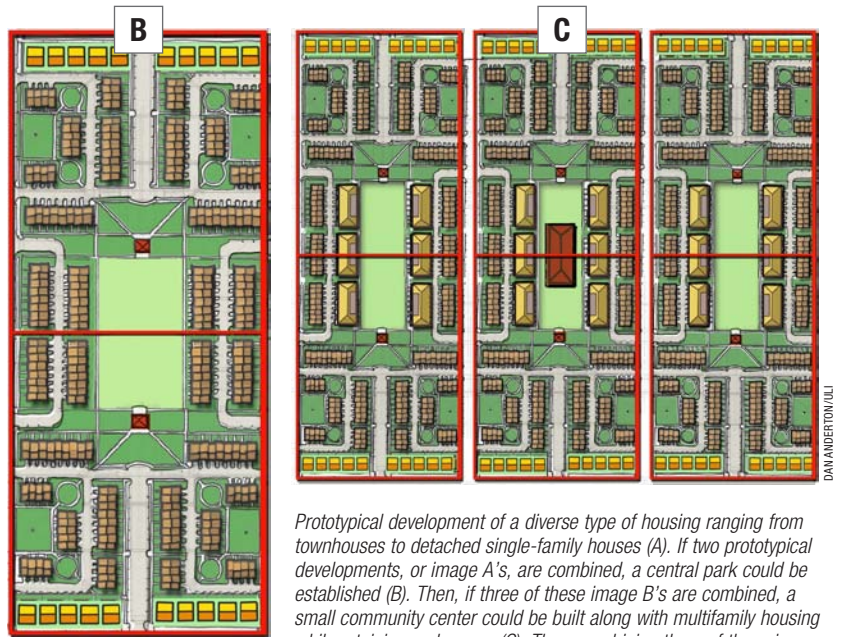 B
C
DAN ANDERTON/ULI
Prototypical development of a diverse type of housing ranging from
townhouses to detached single-family houses (A). If two prototypical
developments, or image A's, are combined, a central park could be
established (B). Then, if three of these image B's are combined, a
small community center could be built along with multifamily housing